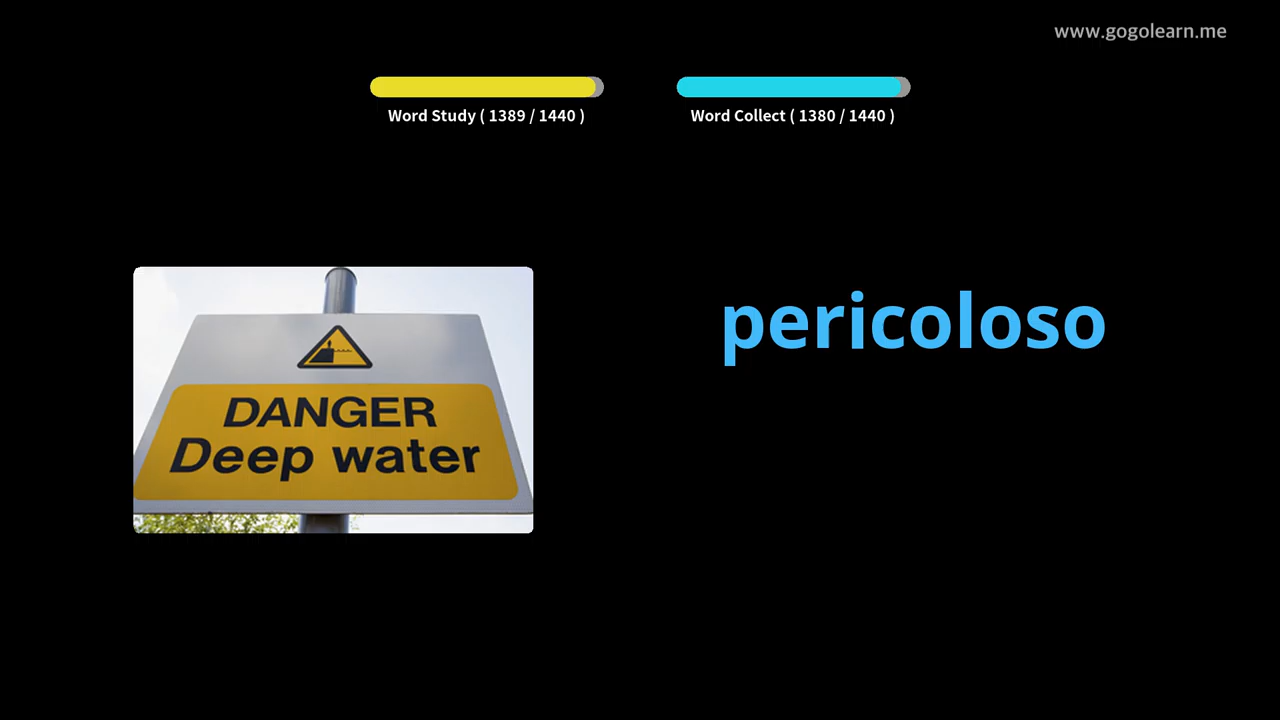 www.gogolearn.me
Word Study ( 1389 / 1440 )
Word Collect ( 1380 / 1440 )
pericoloso
DANGER
Deep water